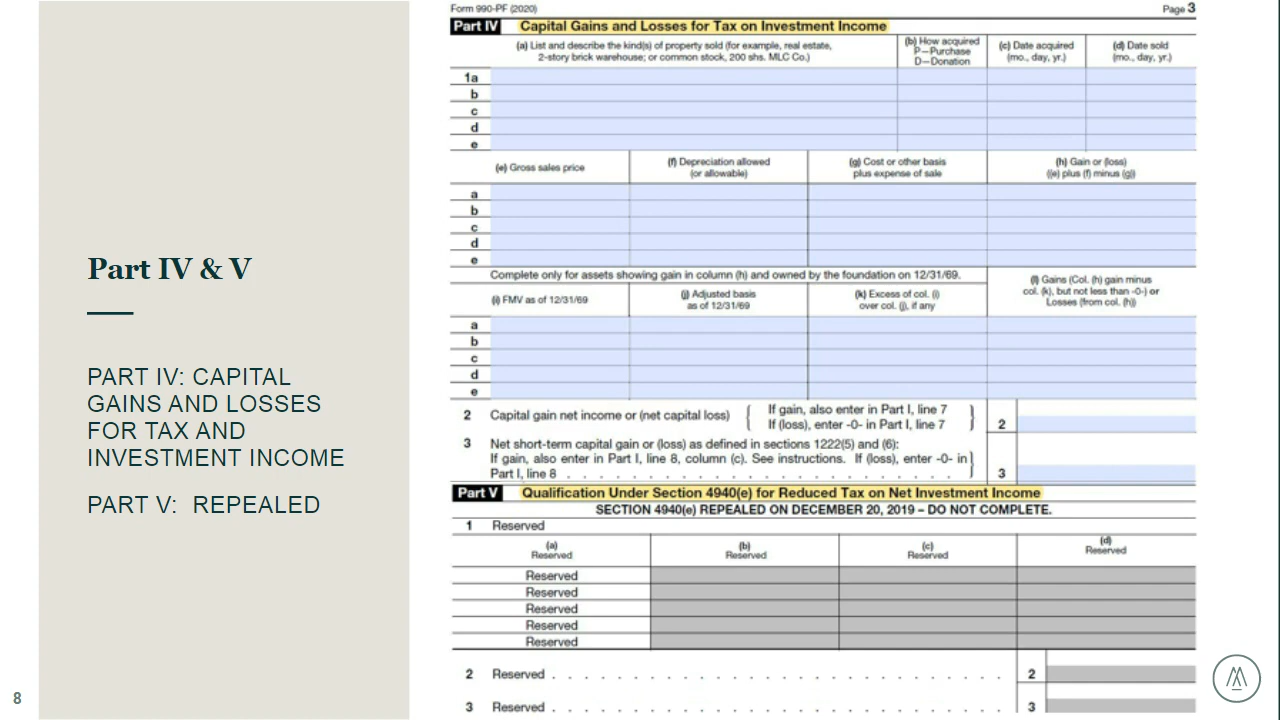 Part IV & V
PART IV: CAPITAL
GAINS AND LOSSES
FOR TAX AND
INVESTMENT INCOME
PART V: REPEALED
8
Form 990-PF (2020) Page 3
Part IV Capital Gains and Losses for Tax on Investment Income
(a) List and describe the kind(s) of property sold (for example, real estate,
2-story brick warehouse; or common stock, 200 shs. MLC Co.)
(b) How acquired
P—Purchase
D—Donation
(c) Date acquired
(mo., day, yr.)
(d) Date sold
(mo., day, yr.)
1a
b
c
d
e
(e) Gross sales price
(f) Depreciation allowed
(or allowable)
(g) Cost or other basis
plus expense of sale
(h) Gain or (loss)
((e) plus (f) minus (g))
a
b
c
d
e
Complete only for assets showing gain in column (h) and owned by the foundation on 12/31/69.
(i) FMV as of 12/31/69
(j) Adjusted basis
as of 12/31/69
(k) Excess of col. (i)
over col. (j), if any
(l) Gains (Col. (h) gain minus
col. (k), but not less than -0-) or
Losses (from col. (h))
a
b
c
d
e
2 Capital gain net income or (net capital loss) { If gain, also enter in Part I, line 7
If (loss), enter -0- in Part I, line 7 } 2
3 Net short-term capital gain or (loss) as defined in sections 1222(5) and (6):
If gain, also enter in Part I, line 8, column (c). See instructions. If (loss), enter -0- in }
Part I, line 8 . . . . . . . . . . . . . . . . . . . . 3
Part V Qualification Under Section 4940(e) for Reduced Tax on Net Investment Income
SECTION 4940(e) REPEALED ON DECEMBER 20, 2019 – DO NOT COMPLETE.
1 Reserved
(a)
Reserved
(b)
Reserved
(c)
Reserved
(d)
Reserved
Reserved
Reserved
Reserved
Reserved
Reserved
2 Reserved . . . . . . . . . . . . . . . . . . . . 2
3 Reserved . . . . . . . . . . . . . . . . . . . . 3